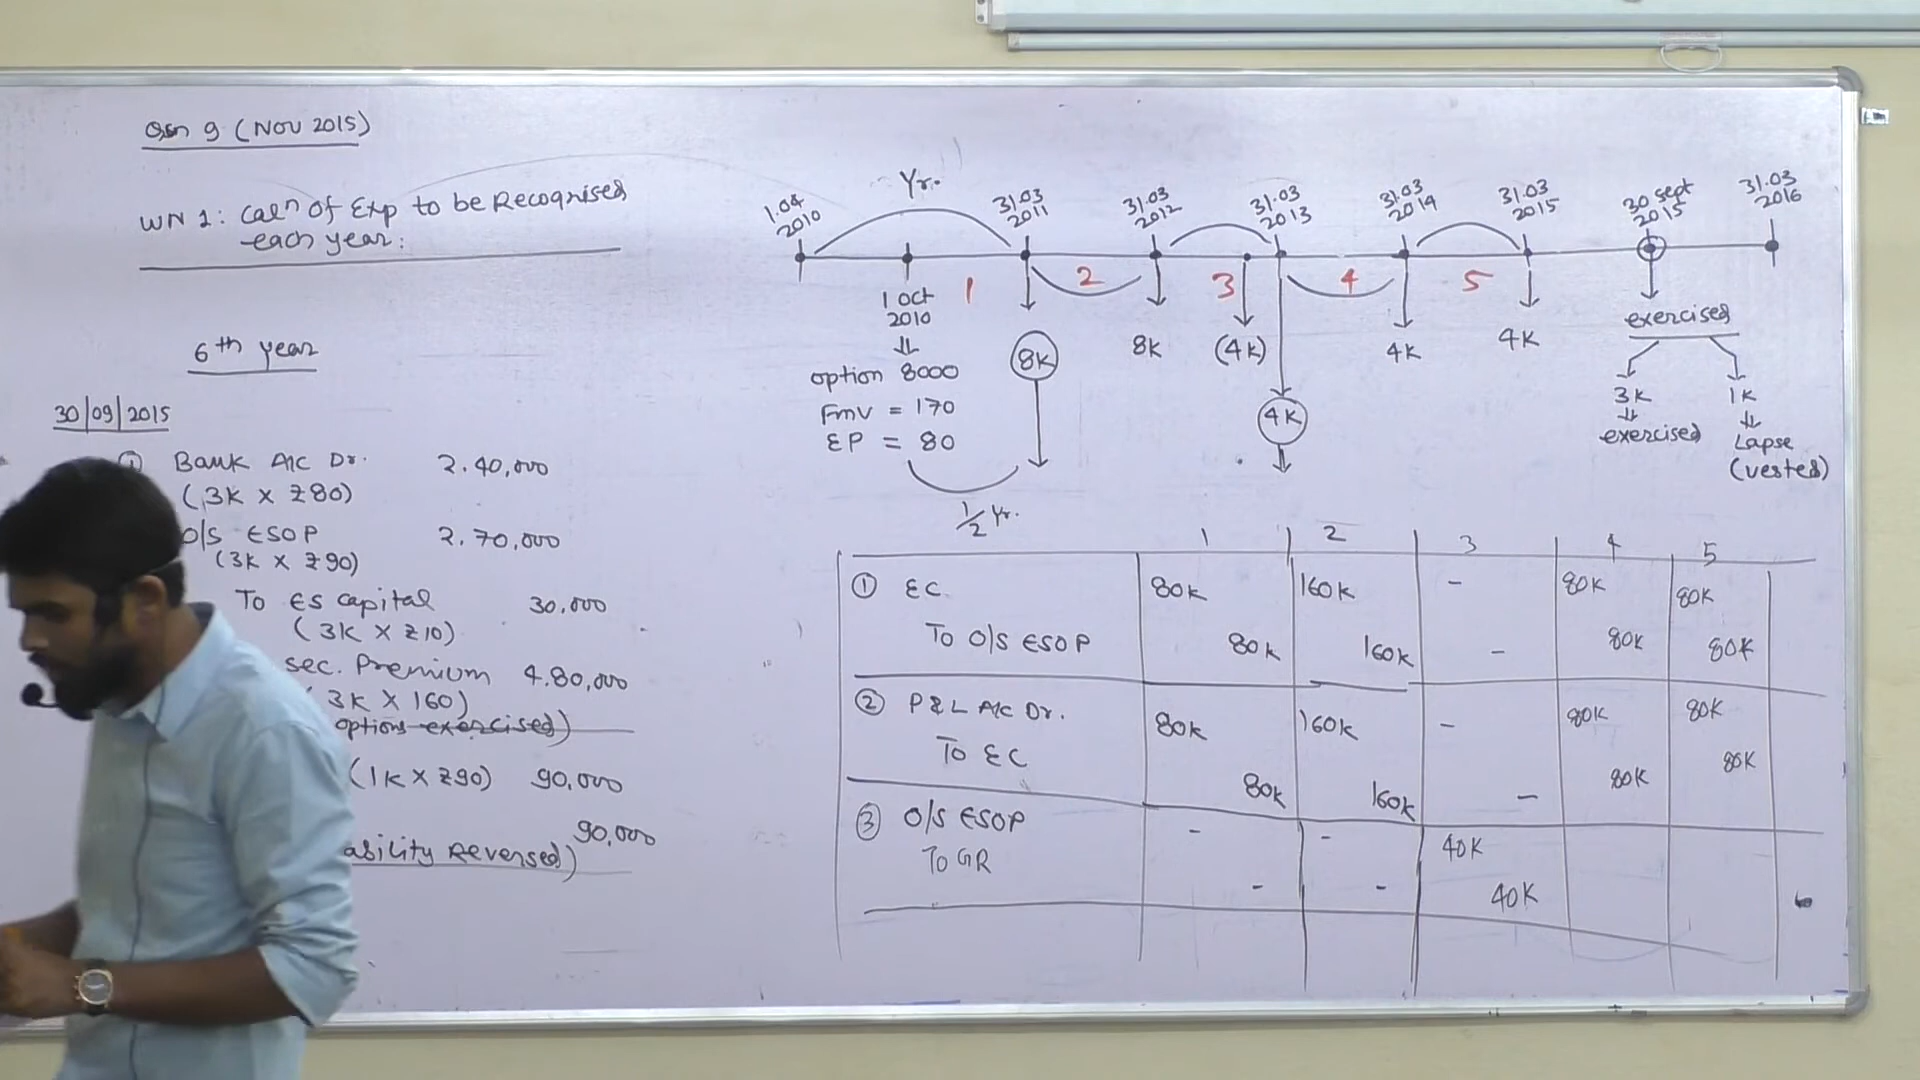 Qsn 9 (NOV 2015)
WN 1: Calⁿ of Exp to be Recognised
each year:
6th year
30/09/2015
① Bank A/C Dr. 2.40,000
(3K X ₹80)
O/S ESOP 2.70,000
(3K X ₹90)
To ES Capital 30.000
(3K X ₹10)
sec. Premium 4.80,000
3K X 160)
options exercised)
(1K X ₹90) 90,000
90,000
ability reversed)
Yr.
1.04 2010
31.03 2011
31.03 2012
31.03 2013
31.03 2014
31.03 2015
30 sept 2015
31.03 2016
1 2 3 4 5
1 Oct
2010
option 8000
FMV = 170
EP = 80
1/2 Yr.
8K
8K
(4K)
4K
4K
4K
exercised
3K
exercised
1K
Lapse
(vested)
1 2 3 4 5
① EC 80K 160K - 80K 80K
To O/S ESOP 80K 160K - 80K 80K
② P&L A/C Dr. 80K 160K - 80K 80K
To EC 80K 160K - 80K 80K
③ O/S ESOP - - 40K
To GR - - 40K